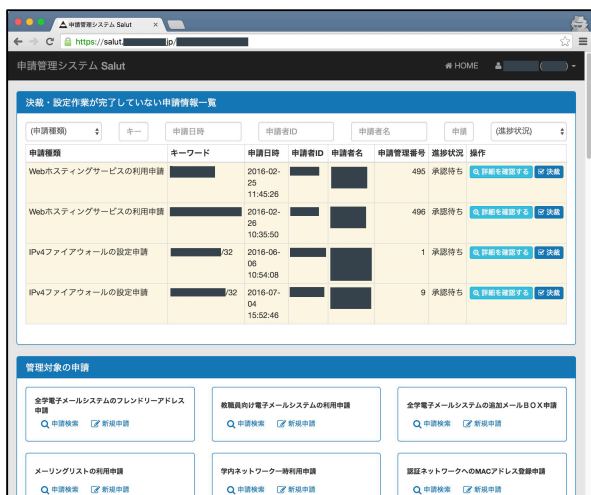 申請管理システム Salut
https://salut. jp/
申請管理システム Salut
HOME
( )
決裁・設定作業が完了していない申請情報一覧
(申請種類) キー 申請日時 申請者ID 申請者名 申請 (進捗状況)
申請種類 キーワード 申請日時 申請者ID 申請者名 申請管理番号 進捗状況 操作
Webホスティングサービスの利用申請 2016-02-25 11:45:26 495 承認待ち 詳細を確認する 決裁
Webホスティングサービスの利用申請 2016-02-26 10:35:50 496 承認待ち 詳細を確認する 決裁
IPv4ファイアウォールの設定申請 /32 2016-06-06 10:54:08 1 承認待ち 詳細を確認する 決裁
IPv4ファイアウォールの設定申請 /32 2016-07-04 15:52:46 9 承認待ち 詳細を確認する 決裁
管理対象の申請
全学電子メールシステムのフレンドリーアドレス申請
申請検索 新規申請
教職員向け電子メールシステムの利用申請
申請検索 新規申請
全学電子メールシステムの追加メールBOX申請
申請検索 新規申請
メーリングリストの利用申請
申請検索 新規申請
学内ネットワーク一時利用申請
申請検索 新規申請
認証ネットワークへのMACアドレス登録申請
申請検索 新規申請